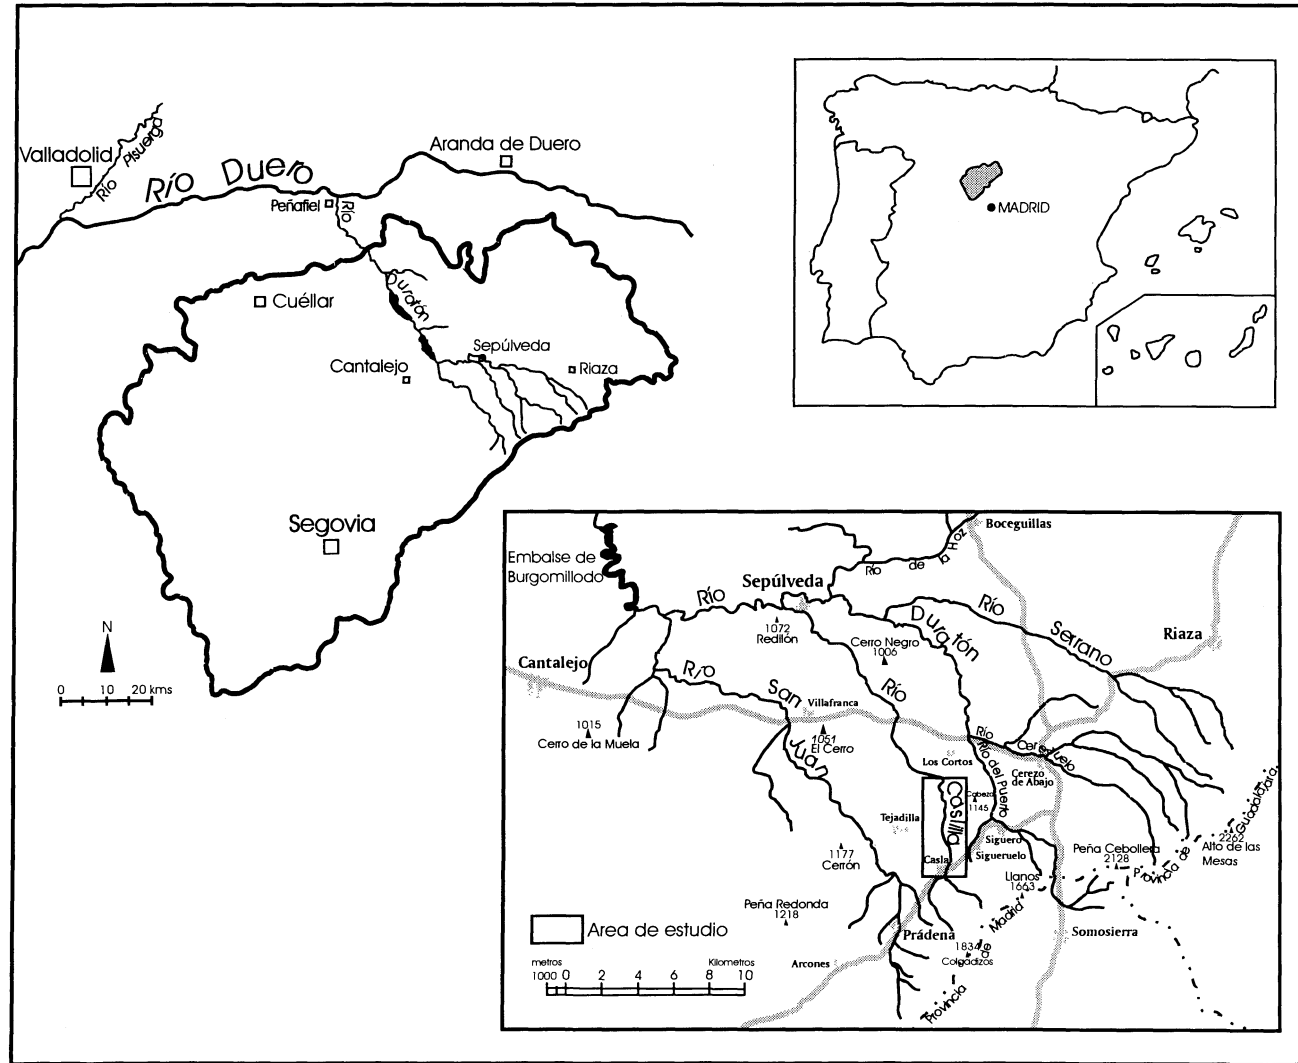 Valladolid
Río Pisuerga
Río Duero
Aranda de Duero
Peñafiel
Río Duratón
Cuéllar
Sepúlveda
Cantalejo
Riaza
Segovia
N
0 10 20 kms
MADRID
Boceguillas
Embalse de
Burgomillodo
Río de la Hoz
Sepúlveda
Río Duratón
Río Serrano
Riaza
1072
Redilón
Cerro Negro
1006
Cantalejo
Río San Juan
Río Caslilla
Villafranca
1015
Cerro de la Muela
1051
El Cerro
Río Cerezuelo
Río del Puerto
Los Cortos
Cerezo
de Abajo
Cabeza
1145
Tejadilla
Siguero
Sigueruelo
Casla
1177
Cerrón
Peña Cebollera
2128
2262
Alto de las
Mesas
Provincia de Guadalajara
Llanos
1663
Peña Redonda
1218
Prádena
Somosierra
1834
Colgadizos
Provincia de Madrid
Arcones
Area de estudio
metros Kilometros
1000 0 2 4 6 8 10